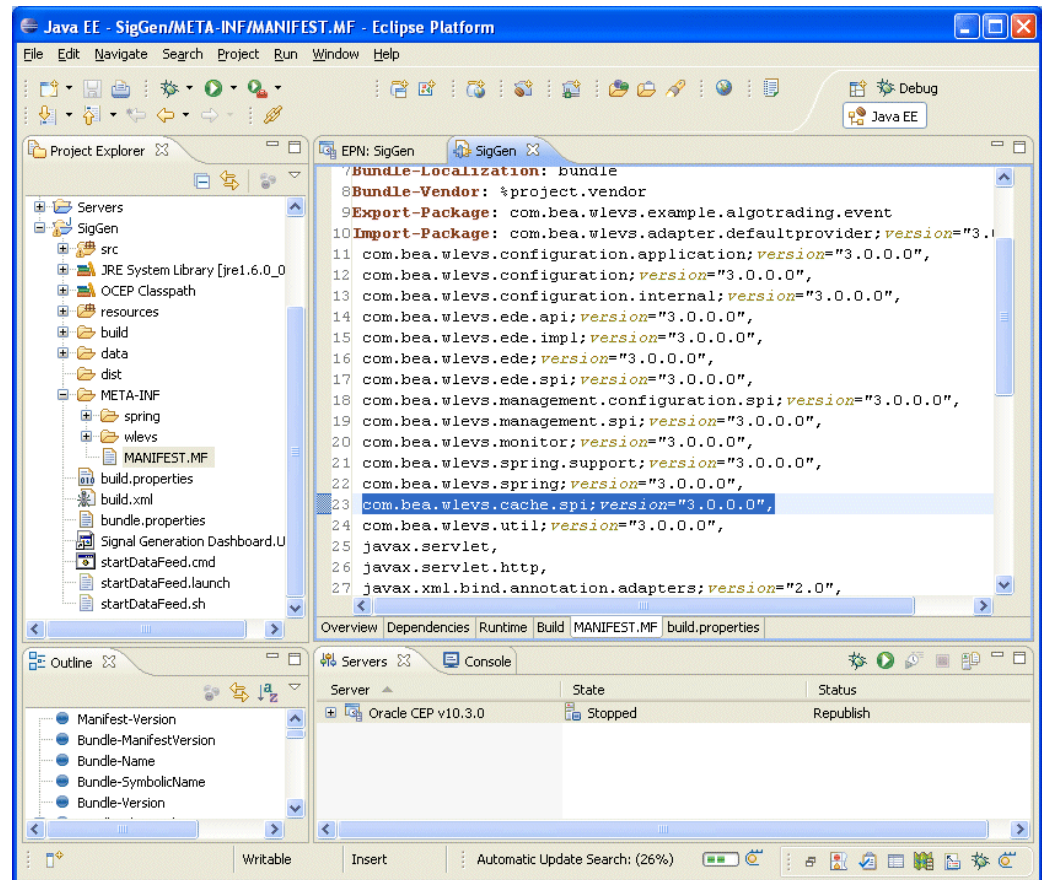 Java EE - SigGen/META-INF/MANIFEST.MF - Eclipse Platform
File Edit Navigate Search Project Run Window Help
Debug
Java EE
Project Explorer
Servers
SigGen
src
JRE System Library [jre1.6.0_0
OCEP Classpath
resources
build
data
dist
META-INF
spring
wlevs
MANIFEST.MF
build.properties
build.xml
bundle.properties
Signal Generation Dashboard.U
startDataFeed.cmd
startDataFeed.launch
startDataFeed.sh
EPN: SigGen SigGen
7Bundle-Localization: bundle
8Bundle-Vendor: %project.vendor
9Export-Package: com.bea.wlevs.example.algotrading.event
10Import-Package: com.bea.wlevs.adapter.defaultprovider;version="3.
11 com.bea.wlevs.configuration.application;version="3.0.0.0",
12 com.bea.wlevs.configuration;version="3.0.0.0",
13 com.bea.wlevs.configuration.internal;version="3.0.0.0",
14 com.bea.wlevs.ede.api;version="3.0.0.0",
15 com.bea.wlevs.ede.impl;version="3.0.0.0",
16 com.bea.wlevs.ede;version="3.0.0.0",
17 com.bea.wlevs.ede.spi;version="3.0.0.0",
18 com.bea.wlevs.management.configuration.spi;version="3.0.0.0",
19 com.bea.wlevs.management.spi;version="3.0.0.0",
20 com.bea.wlevs.monitor;version="3.0.0.0",
21 com.bea.wlevs.spring.support;version="3.0.0.0",
22 com.bea.wlevs.spring;version="3.0.0.0",
23 com.bea.wlevs.cache.spi;version="3.0.0.0",
24 com.bea.wlevs.util;version="3.0.0.0",
25 javax.servlet,
26 javax.servlet.http,
27 javax.xml.bind.annotation.adapters;version="2.0",
Overview Dependencies Runtime Build MANIFEST.MF build.properties
Outline
Manifest-Version
Bundle-ManifestVersion
Bundle-Name
Bundle-SymbolicName
Bundle-Version
Servers Console
Server State Status
Oracle CEP v10.3.0 Stopped Republish
Writable Insert Automatic Update Search: (26%)